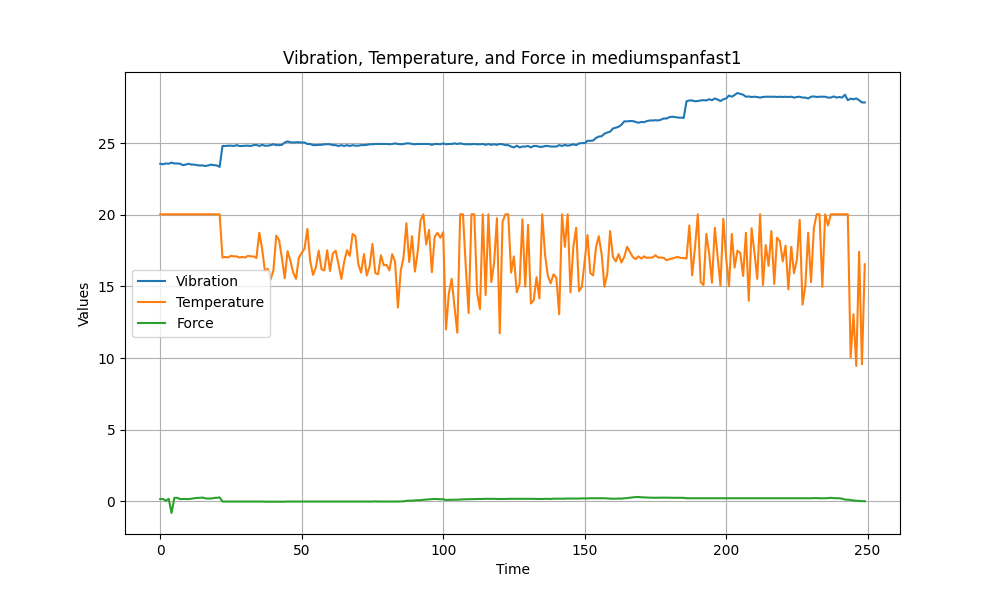 Vibration, Temperature, and Force in mediumspanfast1
Values
25
20
15
10
5
0
Vibration
Temperature
Force
0 50 100 150 200 250
Time